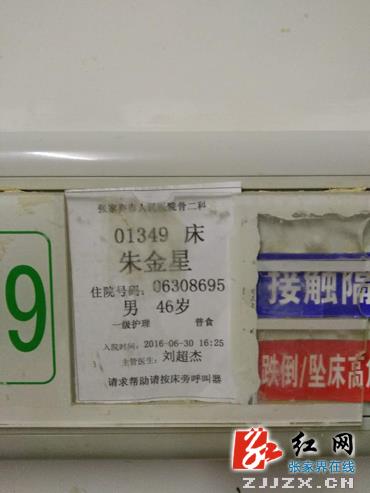 张家界市人民医院骨二科
01349 床
朱金星
住院号码: 06308695
男 46岁
一级护理 普食
入院时间: 2016-06-30 16:25
主管医生: 刘超杰
请求帮助请按床旁呼叫器
9
接触隔
跌倒/坠床高
红网
张家界在线
ZJJZX.CN